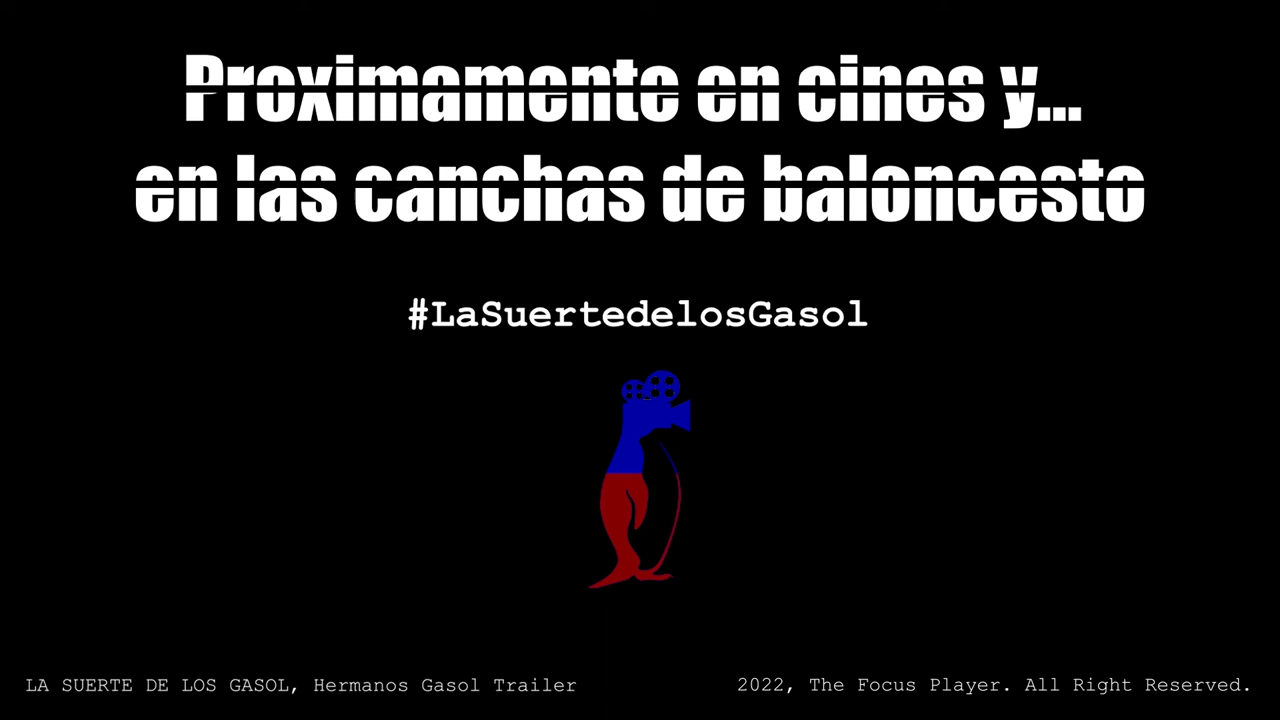 Proximamente en cines y...
en las canchas de baloncesto
#LaSuertedelosGasol
LA SUERTE DE LOS GASOL, Hermanos Gasol Trailer
2022, The Focus Player. All Right Reserved.